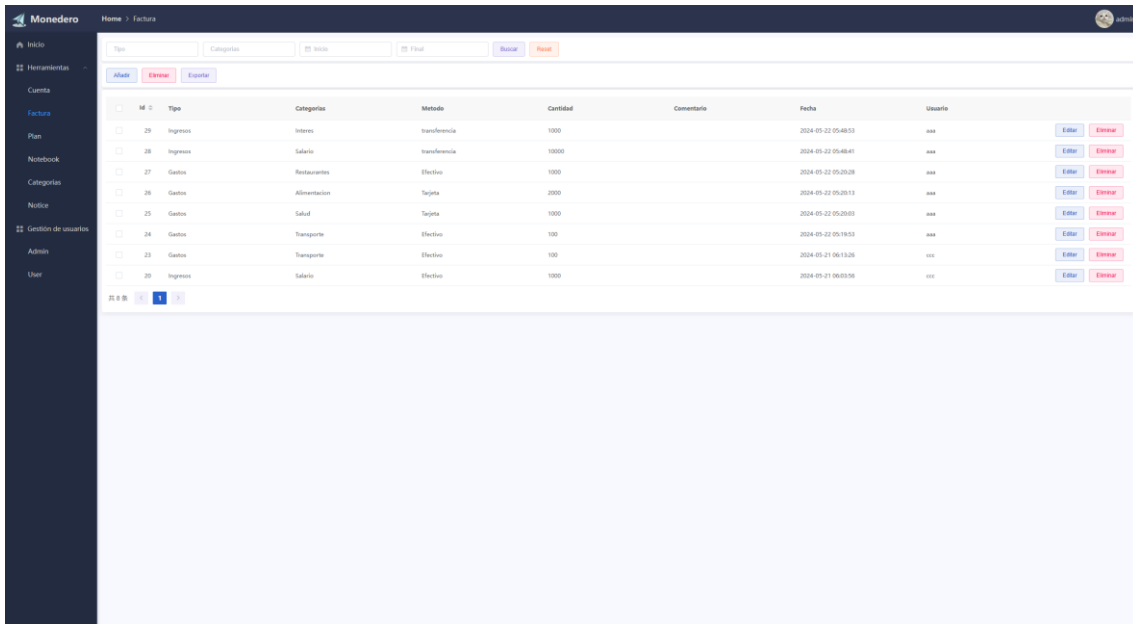 Monedero
Home > Factura
admin
Inicio
Herramientas
Cuenta
Factura
Plan
Notebook
Categorias
Notice
Gestión de usuarios
Admin
User
Tipo Categorias Inicio Final Buscar Reset
Añadir Eliminar Exportar
Id Tipo Categorias Metodo Cantidad Comentario Fecha Usuario
29 Ingresos Interes transferencia 1000 2024-05-22 05:48:53 aaa Editar Eliminar
28 Ingresos Salario transferencia 10000 2024-05-22 05:48:41 aaa Editar Eliminar
27 Gastos Restaurantes Efectivo 1000 2024-05-22 05:20:28 aaa Editar Eliminar
26 Gastos Alimentacion Tarjeta 2000 2024-05-22 05:20:13 aaa Editar Eliminar
25 Gastos Salud Tarjeta 1000 2024-05-22 05:20:03 aaa Editar Eliminar
24 Gastos Transporte Efectivo 100 2024-05-22 05:19:53 aaa Editar Eliminar
23 Gastos Transporte Efectivo 100 2024-05-21 06:13:26 ccc Editar Eliminar
20 Ingresos Salario Efectivo 1000 2024-05-21 06:03:56 ccc Editar Eliminar
共 8 条 < 1 >